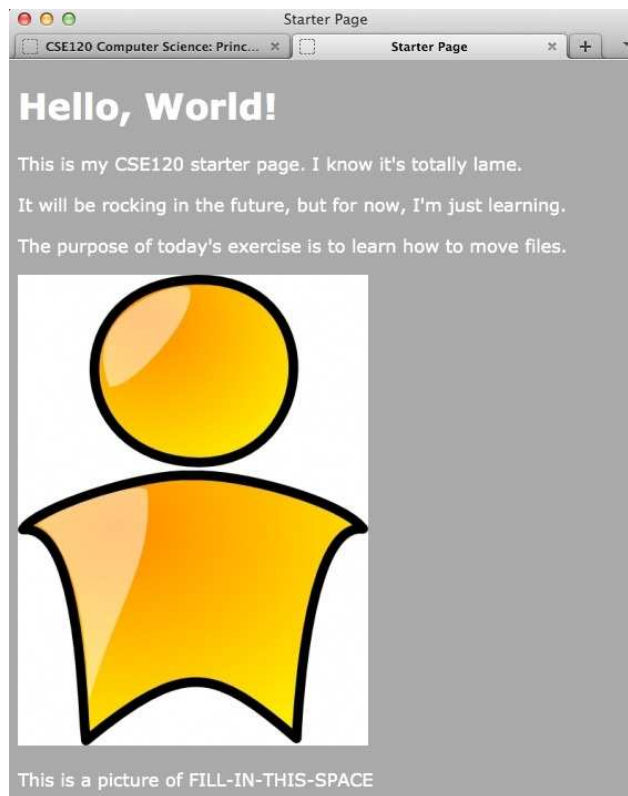 Starter Page
CSE120 Computer Science: Princ...
Starter Page
Hello, World!
This is my CSE120 starter page. I know it's totally lame.
It will be rocking in the future, but for now, I'm just learning.
The purpose of today's exercise is to learn how to move files.
This is a picture of FILL-IN-THIS-SPACE